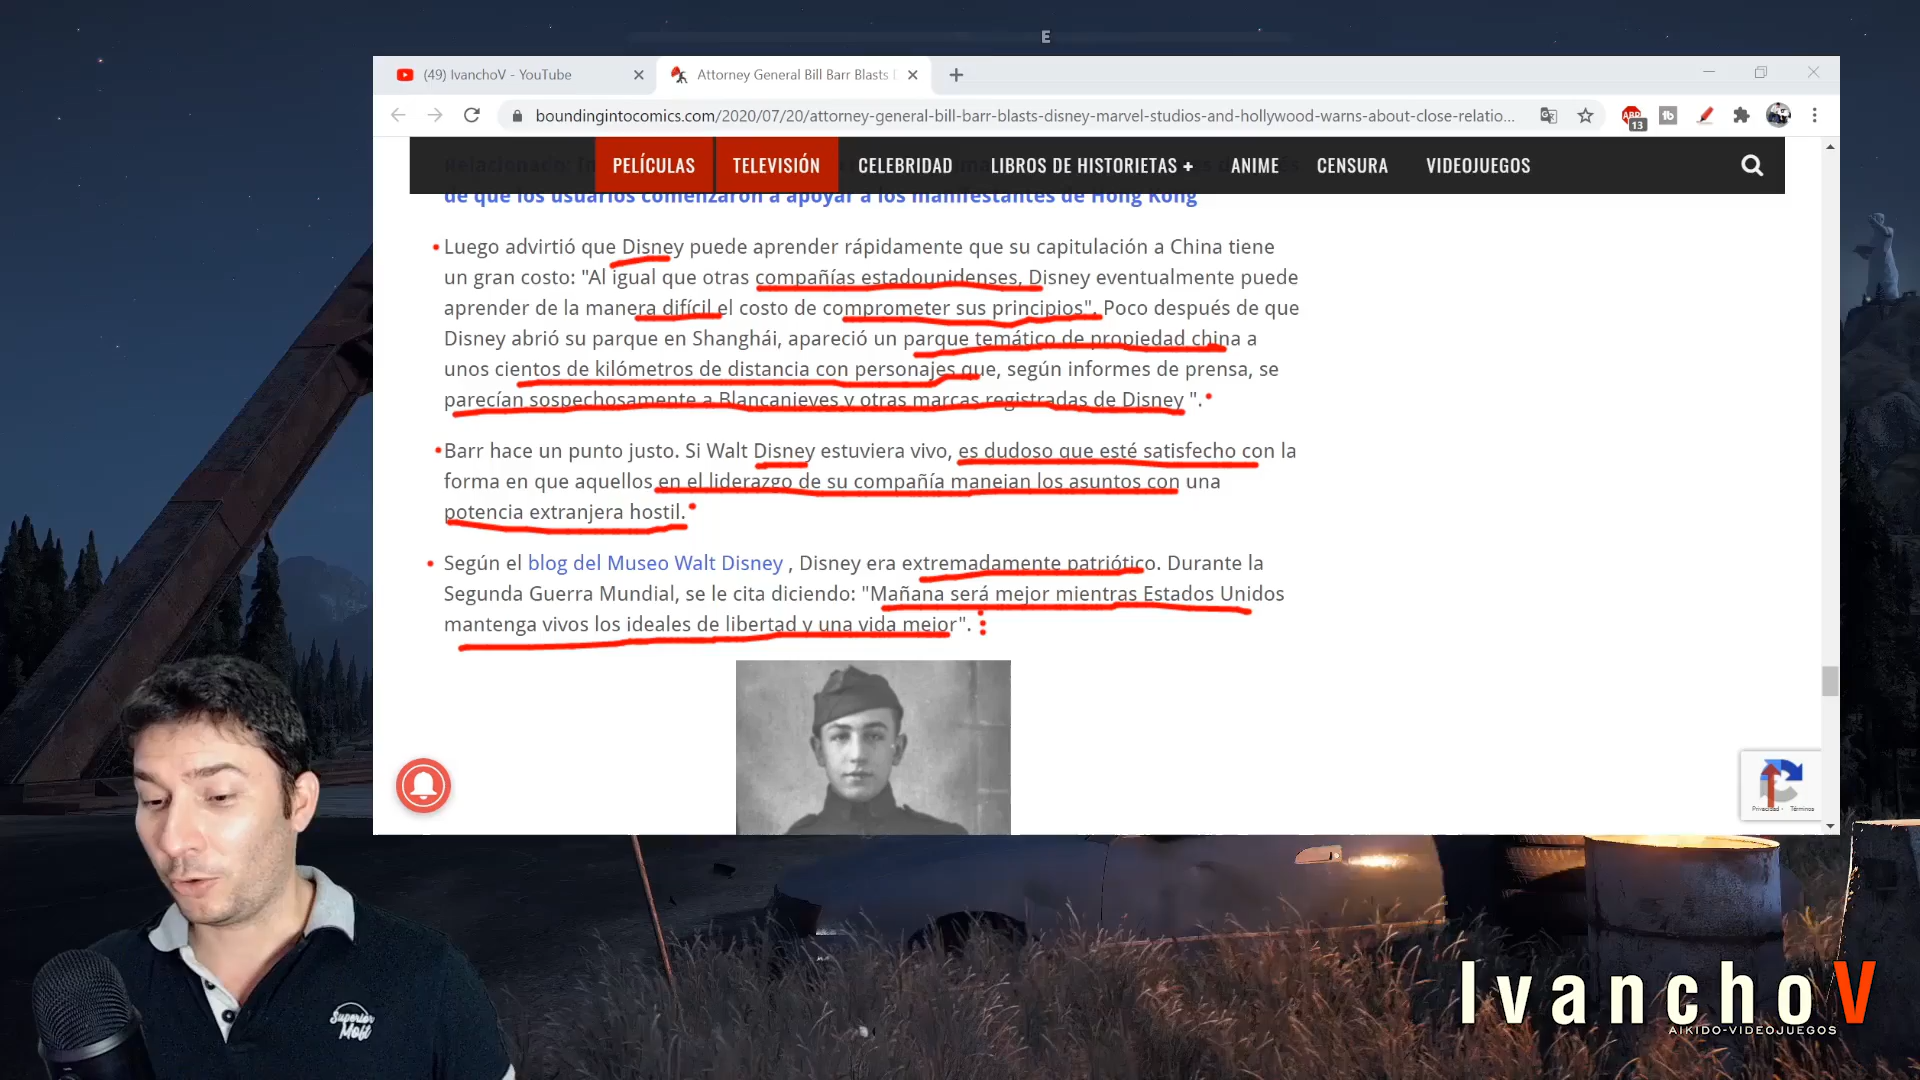 E
(49) IvanchoV - YouTube
Attorney General Bill Barr Blasts
boundingintocomics.com/2020/07/20/attorney-general-bill-barr-blasts-disney-marvel-studios-and-hollywood-warns-about-close-relatio...
ABP
13
tb
PELÍCULAS TELEVISIÓN CELEBRIDAD LIBROS DE HISTORIETAS + ANIME CENSURA VIDEOJUEGOS
de que los usuarios comenzaron a apoyar a los manifestantes de Hong Kong
Luego advirtió que Disney puede aprender rápidamente que su capitulación a China tiene
un gran costo: "Al igual que otras compañías estadounidenses, Disney eventualmente puede
aprender de la manera difícil el costo de comprometer sus principios". Poco después de que
Disney abrió su parque en Shanghái, apareció un parque temático de propiedad china a
unos cientos de kilómetros de distancia con personajes que, según informes de prensa, se
parecían sospechosamente a Blancanieves y otras marcas registradas de Disney ".
Barr hace un punto justo. Si Walt Disney estuviera vivo, es dudoso que esté satisfecho con la
forma en que aquellos en el liderazgo de su compañía manejan los asuntos con una
potencia extranjera hostil.
Según el blog del Museo Walt Disney , Disney era extremadamente patriótico. Durante la
Segunda Guerra Mundial, se le cita diciendo: "Mañana será mejor mientras Estados Unidos
mantenga vivos los ideales de libertad y una vida mejor".
Privacidad - Términos
Superior
Moff
IvanchoV
AIKIDO-VIDEOJUEGOS